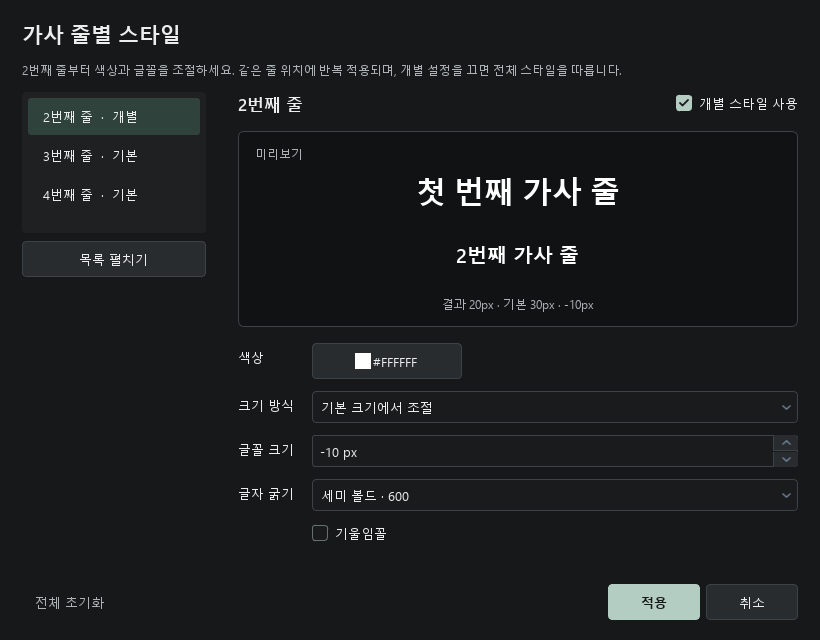 가사 줄별 스타일
2번째 줄부터 색상과 글꼴을 조절하세요. 같은 줄 위치에 반복 적용되며, 개별 설정을 끄면 전체 스타일을 따릅니다.
2번째 줄 · 개별
3번째 줄 · 기본
4번째 줄 · 기본
목록 펼치기
2번째 줄
개별 스타일 사용
미리보기
첫 번째 가사 줄
2번째 가사 줄
결과 20px · 기본 30px · -10px
색상
#FFFFFF
크기 방식
기본 크기에서 조절
글꼴 크기
-10 px
글자 굵기
세미 볼드 · 600
기울임꼴
전체 초기화
적용
취소